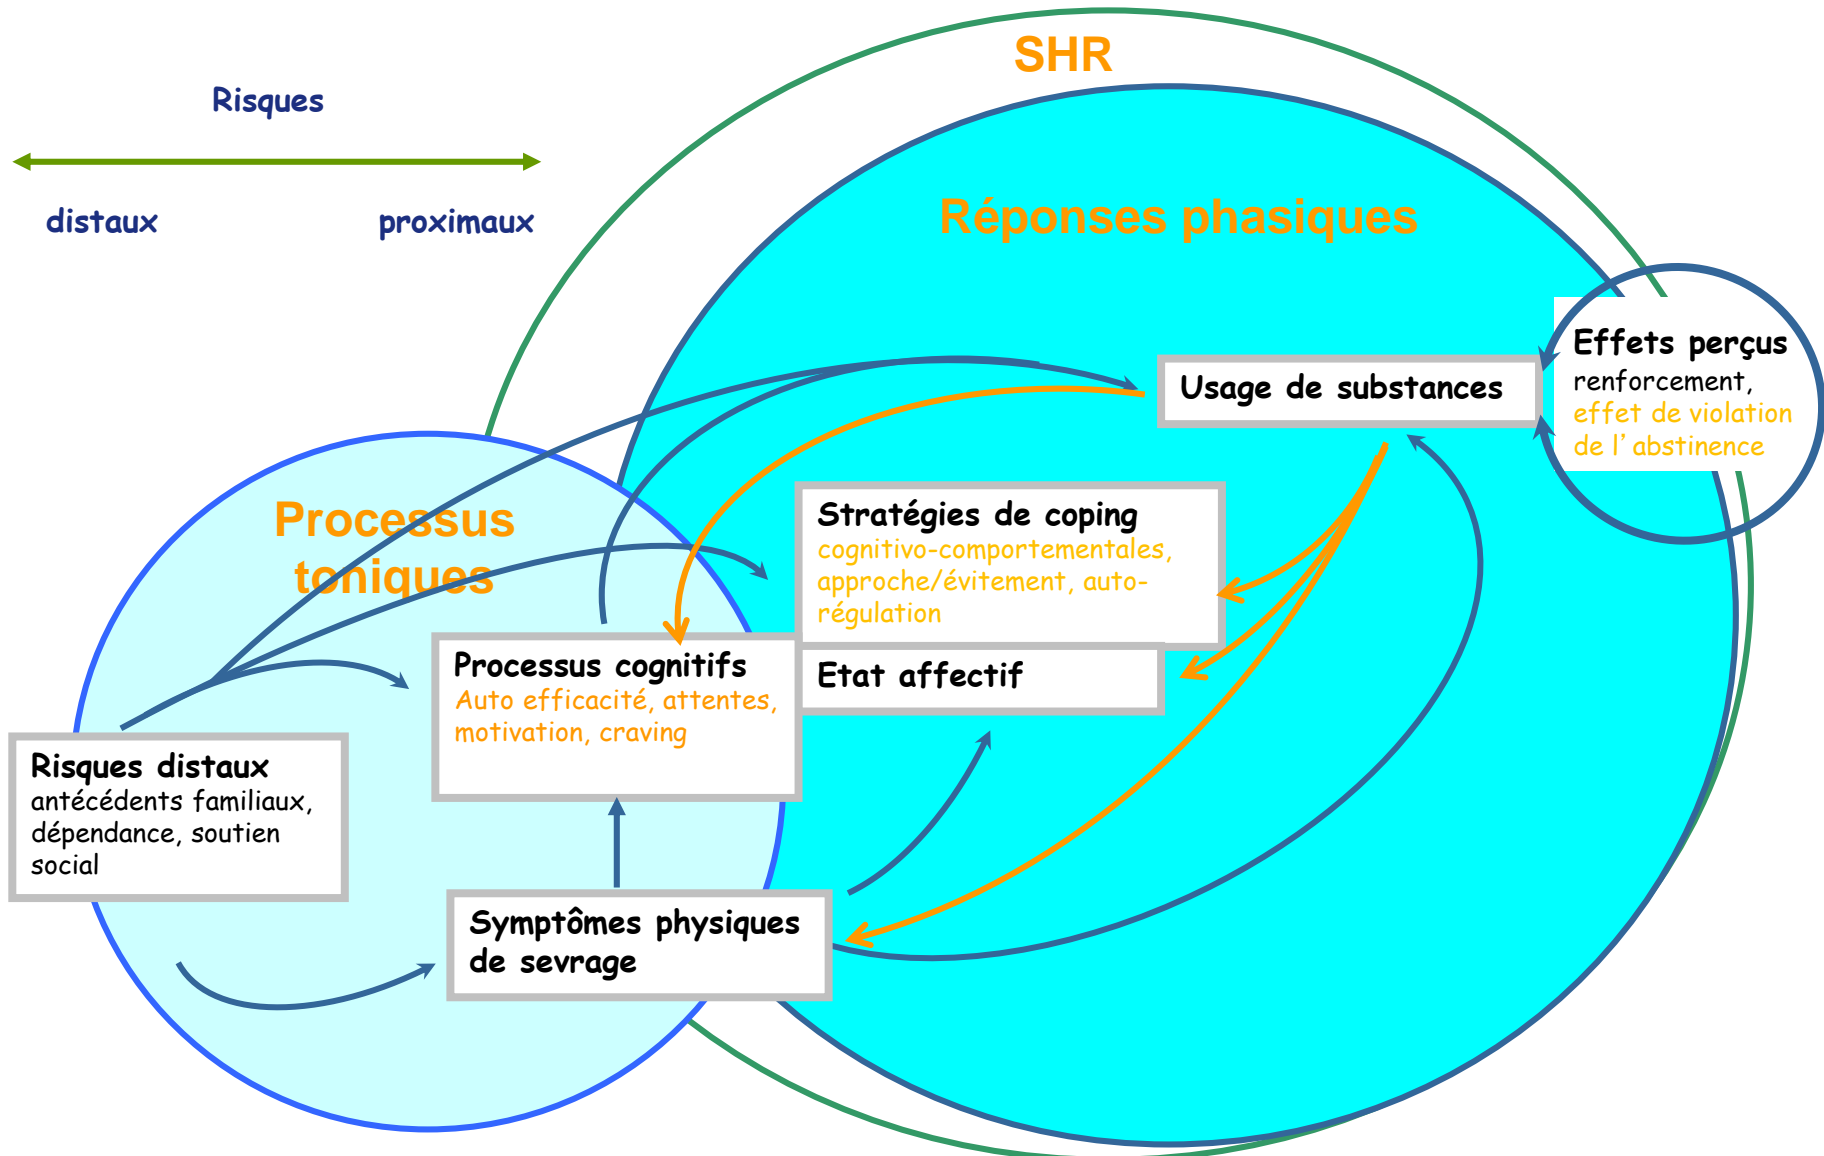 SHR
Risques
distaux
proximaux
Réponses phasiques
Effets perçus
renforcement,
effet de violation
de l'abstinence
Usage de substances
Processus
toniques
Stratégies de coping
cognitivo-comportementales,
approche/évitement, auto-
régulation
Processus cognitifs
Auto efficacité, attentes,
motivation, craving
Etat affectif
Risques distaux
antécédents familiaux,
dépendance, soutien
social
Symptômes physiques
de sevrage